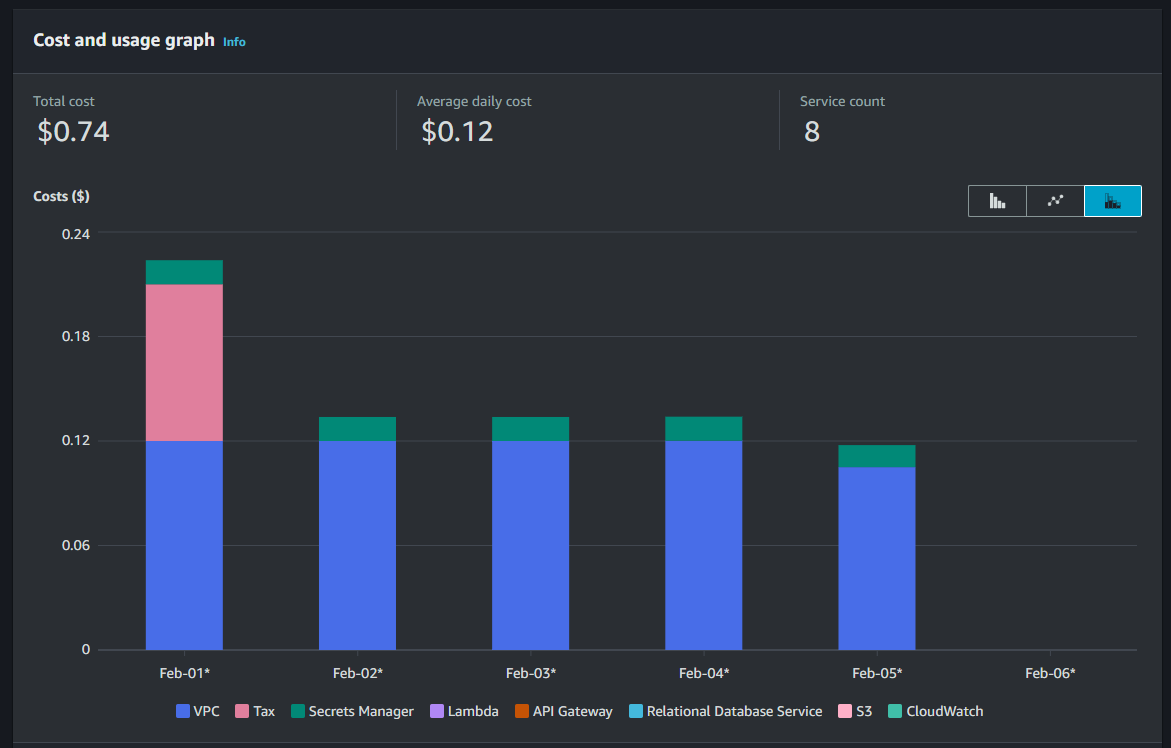 Cost and usage graph Info
Total cost
$0.74
Average daily cost
$0.12
Service count
8
Costs ($)
0.24
0.18
0.12
0.06
0
Feb-01* Feb-02* Feb-03* Feb-04* Feb-05* Feb-06*
VPC Tax Secrets Manager Lambda API Gateway Relational Database Service S3 CloudWatch